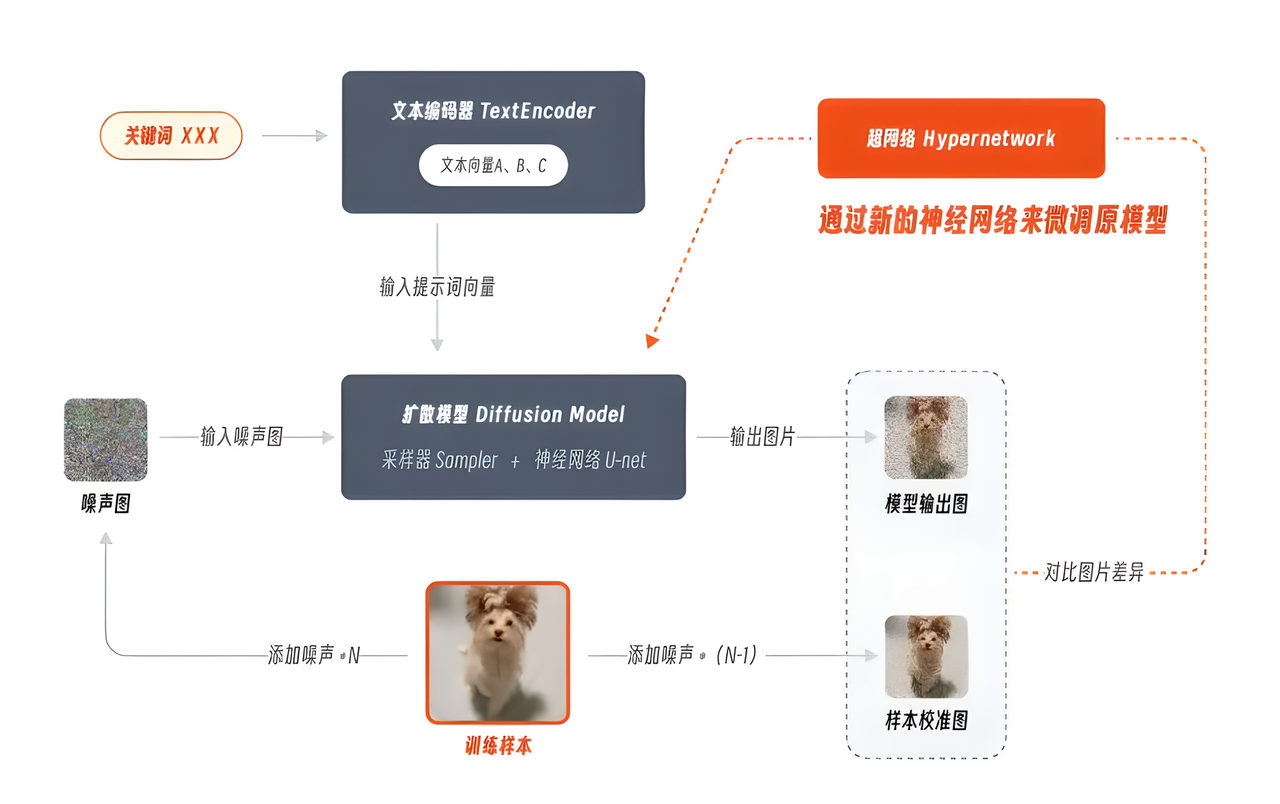 文本编码器 TextEncoder
关键词 XXX
文本向量A、B、C
超网络 Hypernetwork
通过新的神经网络来微调原模型
输入提示词向量
扩散模型 Diffusion Model
采样器 Sampler + 神经网络 U-net
输入噪声图
输出图片
噪声图
模型输出图
对比图片差异
添加噪声 * N
添加噪声 * (N-1)
样本校准图
训练样本